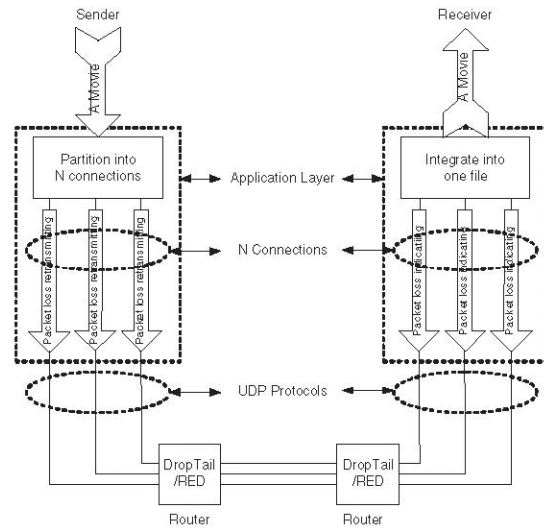 Sender
Receiver
A Movie
A Movie
Partition into
N connections
Integrate into
one file
Application Layer
Packet loss retransmitting
Packet loss retransmitting
Packet loss retransmitting
N Connections
Packet loss indicatiing
Packet loss indicating
Packet loss indicating
UDP Protocols
DropTail
/RED
DropTail
/RED
Router
Router